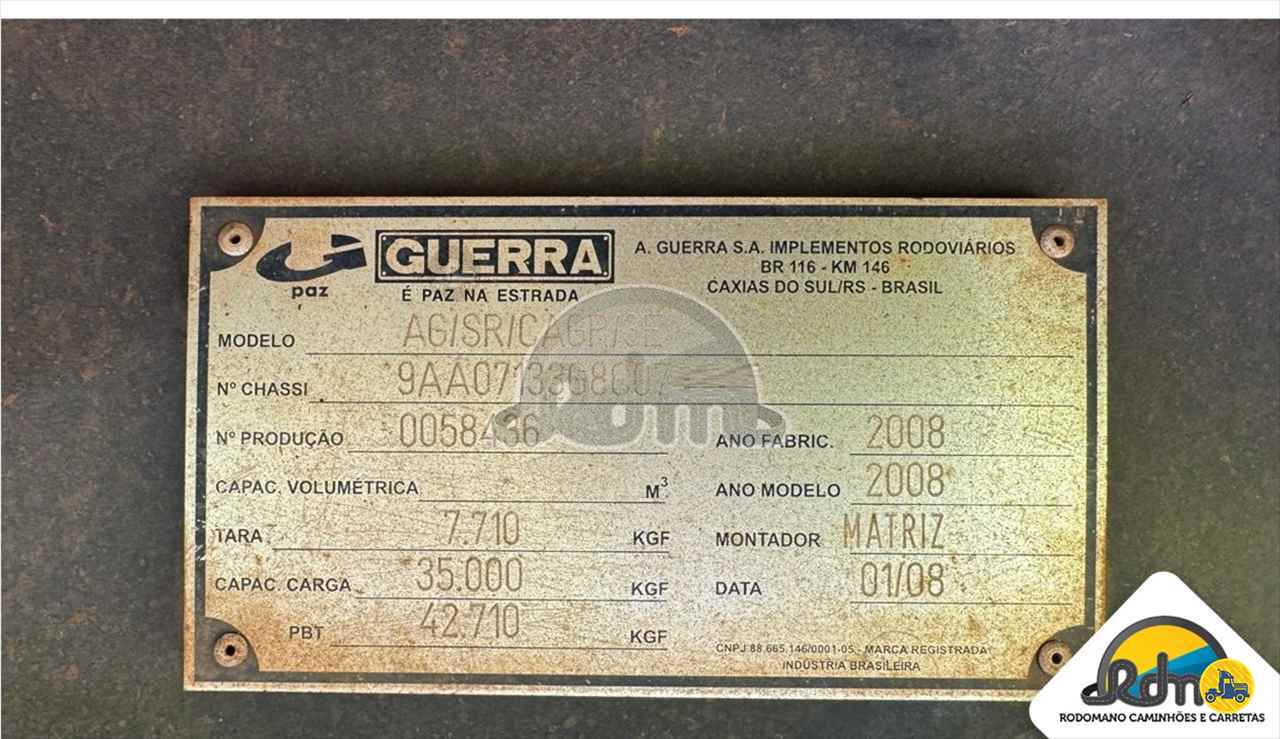 paz
GUERRA
É PAZ NA ESTRADA
A. GUERRA S.A. IMPLEMENTOS RODOVIÁRIOS
BR 116 - KM 146
CAXIAS DO SUL/RS - BRASIL
MODELO
Nº CHASSI
Nº PRODUÇÃO 0058436
ANO FABRIC. 2008
CAPAC. VOLUMÉTRICA M³
ANO MODELO 2008
TARA 7.710 KGF
MONTADOR MATRIZ
CAPAC. CARGA 35.000 KGF
DATA 01/08
PBT 42.710 KGF
CNPJ 88.665.146/0001-05 - MARCA REGISTRADA
INDÚSTRIA BRASILEIRA
Rdm
Rdm
RODOMANO CAMINHÕES E CARRETAS